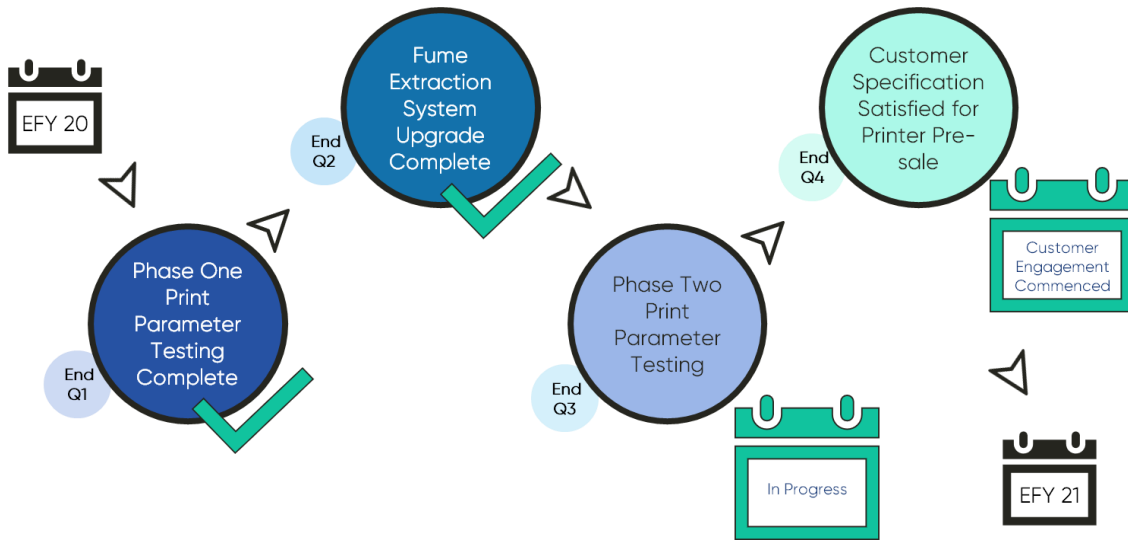 EFY 20
Phase One
Print
Parameter
Testing
Complete
End
Q1
Fume
Extraction
System
Upgrade
Complete
End
Q2
Phase Two
Print
Parameter
Testing
End
Q3
In Progress
Customer
Specification
Satisfied for
Printer Pre-
sale
End
Q4
Customer
Engagement
Commenced
EFY 21